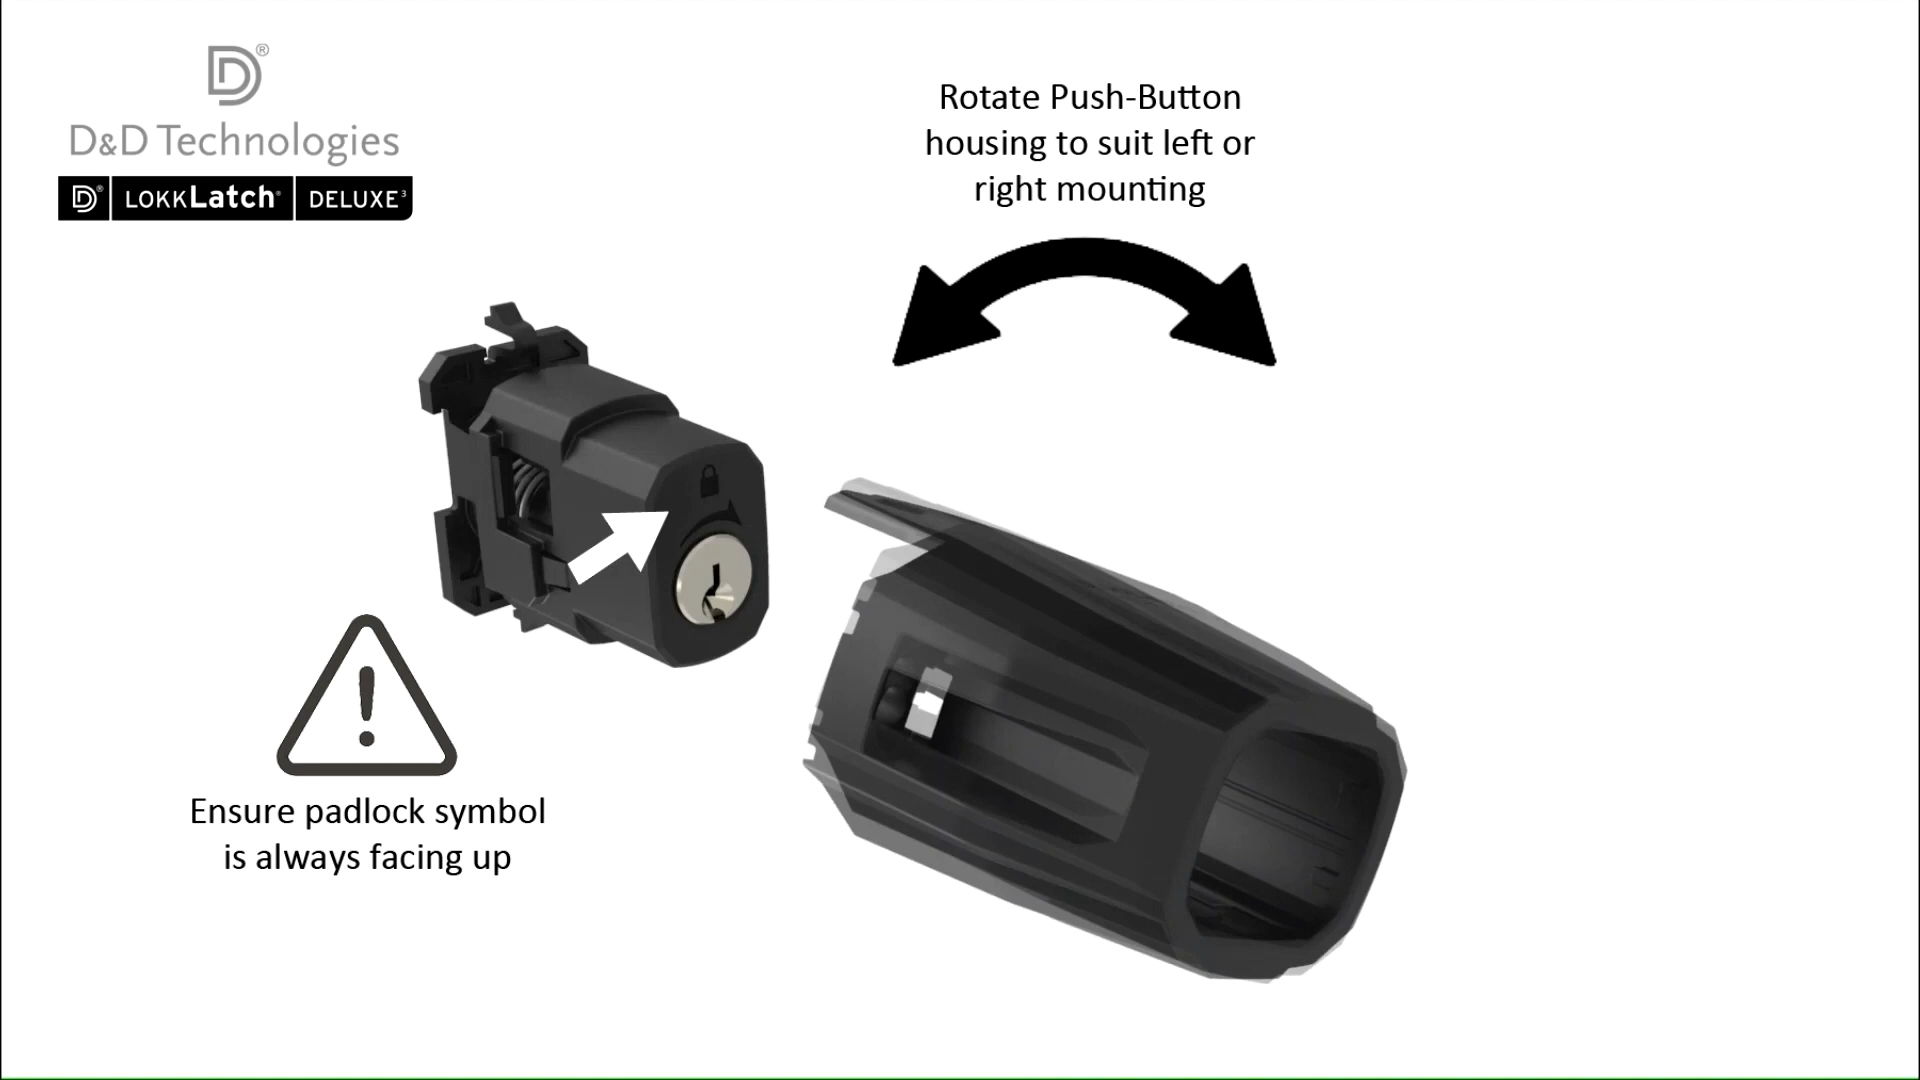 D®
D&D Technologies
D® LOKKLatch® DELUXE³
Rotate Push-Button
housing to suit left or
right mounting
!
Ensure padlock symbol
is always facing up